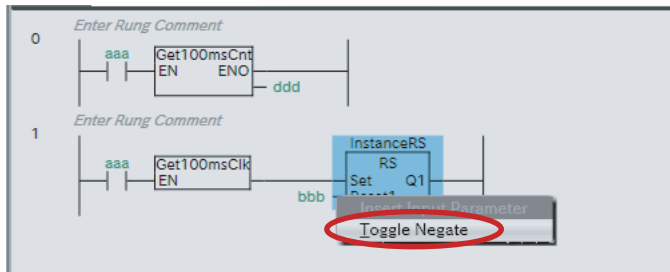 Enter Rung Comment
0
aaa
Get100msCnt
EN ENO
ddd
Enter Rung Comment
1
aaa
Get100msClk
EN
InstanceRS
RS
Set Q1
bbb
Reset1
Insert Input Parameter
Toggle Negate